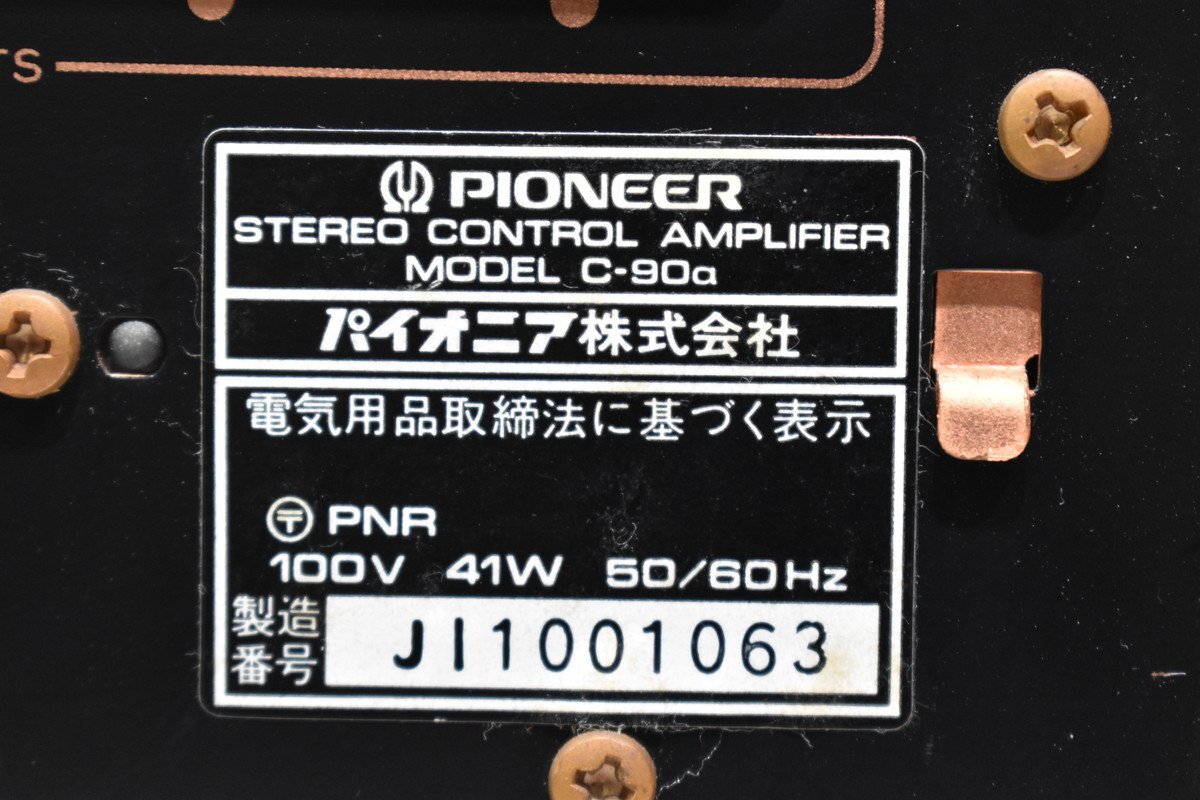 TS
PIONEER
STEREO CONTROL AMPLIFIER
MODEL C-90a
パイオニア株式会社
電気用品取締法に基づく表示
〒 PNR
100V 41W 50/60Hz
製造番号 JI1001063